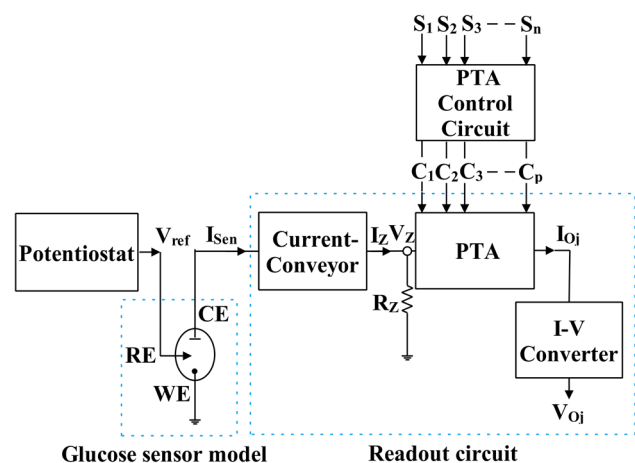 S1 S2 S3 – – Sn
PTA
Control
Circuit
C1 C2 C3 – – Cp
Potentiostat
Vref
ISen
Current-
Conveyor
IZ VZ
PTA
IOj
RZ
CE
RE
WE
I-V
Converter
VOj
Glucose sensor model
Readout circuit